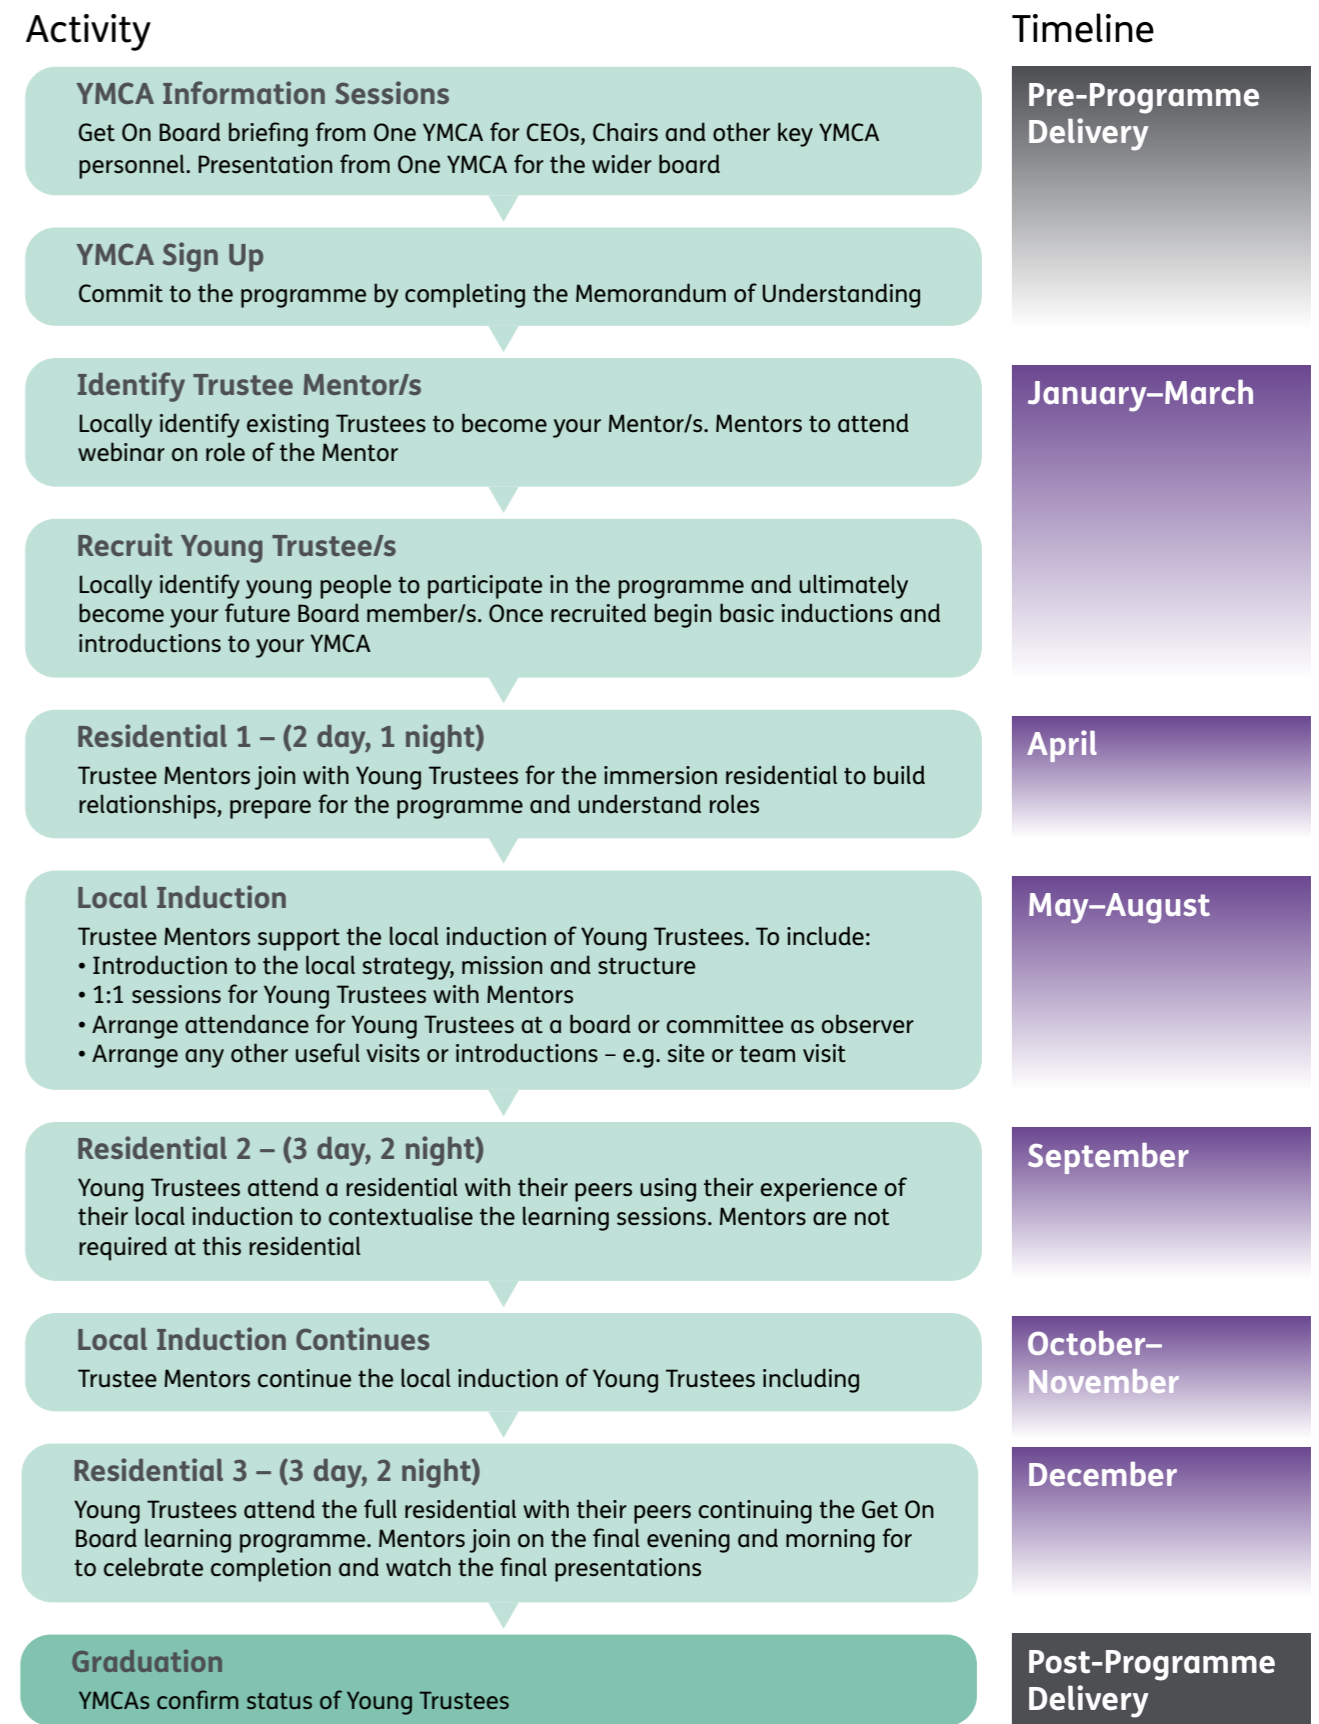 Activity
Timeline
YMCA Information Sessions
Get On Board briefing from One YMCA for CEOs, Chairs and other key YMCA
personnel. Presentation from One YMCA for the wider board
Pre-Programme
Delivery
YMCA Sign Up
Commit to the programme by completing the Memorandum of Understanding
Identify Trustee Mentor/s
Locally identify existing Trustees to become your Mentor/s. Mentors to attend
webinar on role of the Mentor
January–March
Recruit Young Trustee/s
Locally identify young people to participate in the programme and ultimately
become your future Board member/s. Once recruited begin basic inductions and
introductions to your YMCA
Residential 1 – (2 day, 1 night)
Trustee Mentors join with Young Trustees for the immersion residential to build
relationships, prepare for the programme and understand roles
April
Local Induction
Trustee Mentors support the local induction of Young Trustees. To include:
• Introduction to the local strategy, mission and structure
• 1:1 sessions for Young Trustees with Mentors
• Arrange attendance for Young Trustees at a board or committee as observer
• Arrange any other useful visits or introductions – e.g. site or team visit
May–August
Residential 2 – (3 day, 2 night)
Young Trustees attend a residential with their peers using their experience of
their local induction to contextualise the learning sessions. Mentors are not
required at this residential
September
Local Induction Continues
Trustee Mentors continue the local induction of Young Trustees including
October–
November
Residential 3 – (3 day, 2 night)
Young Trustees attend the full residential with their peers continuing the Get On
Board learning programme. Mentors join on the final evening and morning for
to celebrate completion and watch the final presentations
December
Graduation
YMCAs confirm status of Young Trustees
Post-Programme
Delivery